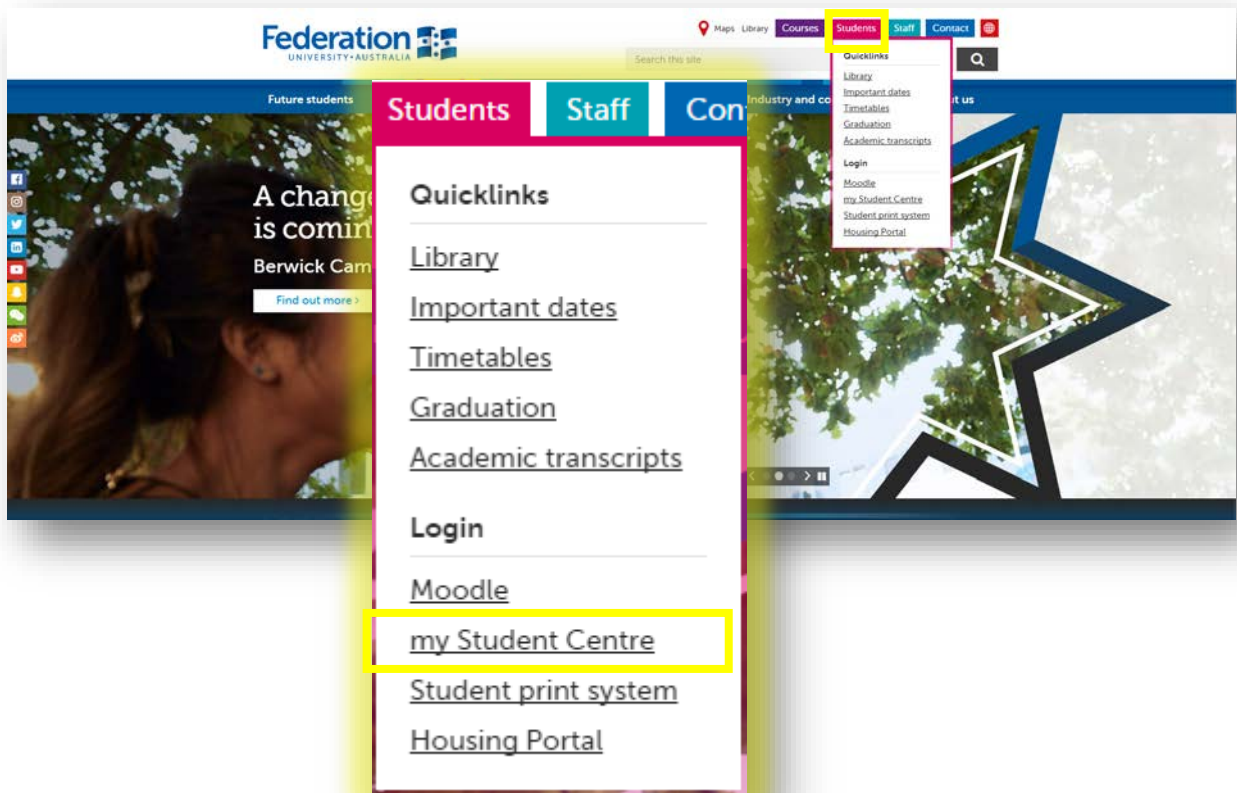 Federation
UNIVERSITY•AUSTRALIA
Maps Library Courses Students Staff Contact
Search this site
Quicklinks
Library
Important dates
Timetables
Graduation
Academic transcripts
Login
Moodle
my Student Centre
Student print system
Housing Portal
Future students
Industry and co
t us
A chang
is comin
Berwick Cam
Find out more >
Students Staff Con
Quicklinks
Library
Important dates
Timetables
Graduation
Academic transcripts
Login
Moodle
my Student Centre
Student print system
Housing Portal